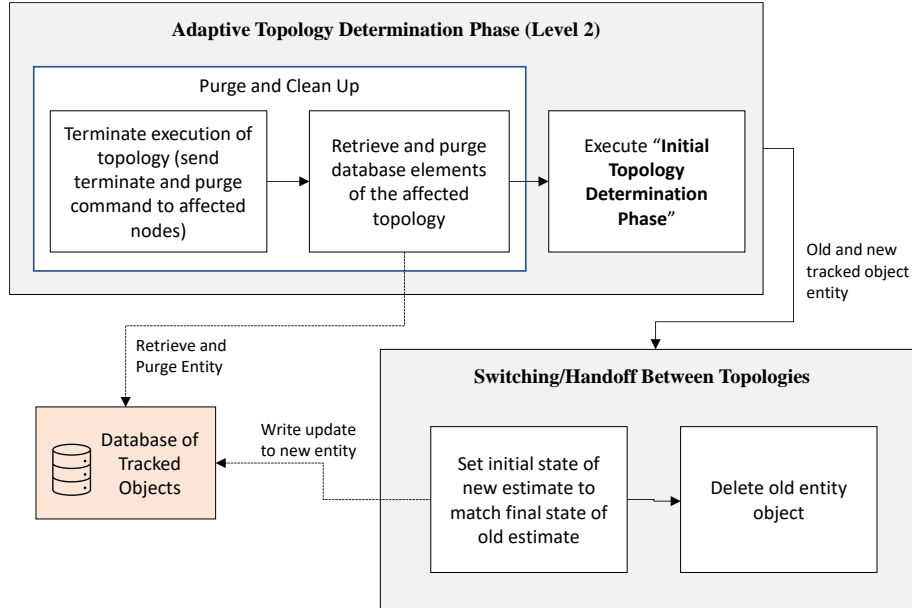 Adaptive Topology Determination Phase (Level 2)
Purge and Clean Up
Terminate execution of
topology (send
terminate and purge
command to affected
nodes)
Retrieve and purge
database elements
of the affected
topology
Execute “Initial
Topology
Determination
Phase”
Old and new
tracked object
entity
Retrieve and
Purge Entity
Switching/Handoff Between Topologies
Database of
Tracked
Objects
Write update
to new entity
Set initial state of
new estimate to
match final state of
old estimate
Delete old entity
object